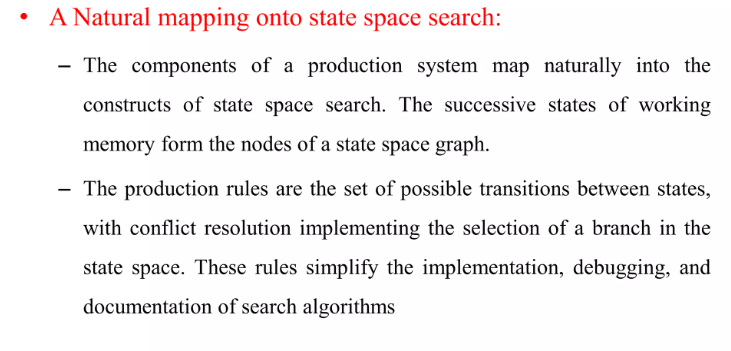 • A Natural mapping onto state space search:
– The components of a production system map naturally into the
constructs of state space search. The successive states of working
memory form the nodes of a state space graph.
– The production rules are the set of possible transitions between states,
with conflict resolution implementing the selection of a branch in the
state space. These rules simplify the implementation, debugging, and
documentation of search algorithms